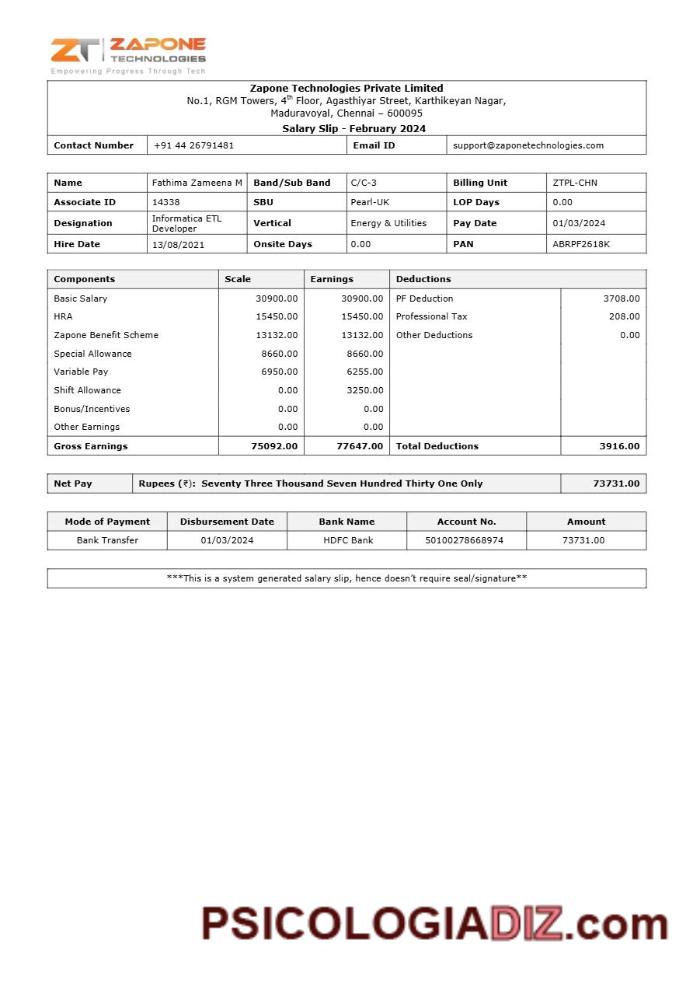 ZT ZAPONE
TECHNOLOGIES
Empowering Progress Through Tech
Zapone Technologies Private Limited
No.1, RGM Towers, 4th Floor, Agasthiyar Street, Karthikeyan Nagar,
Maduravoyal, Chennai – 600095
Salary Slip - February 2024
Contact Number +91 44 26791481 Email ID support@zaponetechnologies.com
Name Fathima Zameena M Band/Sub Band C/C-3 Billing Unit ZTPL-CHN
Associate ID 14338 SBU Pearl-UK LOP Days 0.00
Designation Informatica ETL Developer Vertical Energy & Utilities Pay Date 01/03/2024
Hire Date 13/08/2021 Onsite Days 0.00 PAN ABRPF2618K
Components Scale Earnings Deductions
Basic Salary 30900.00 30900.00 PF Deduction 3708.00
HRA 15450.00 15450.00 Professional Tax 208.00
Zapone Benefit Scheme 13132.00 13132.00 Other Deductions 0.00
Special Allowance 8660.00 8660.00
Variable Pay 6950.00 6255.00
Shift Allowance 0.00 3250.00
Bonus/Incentives 0.00 0.00
Other Earnings 0.00 0.00
Gross Earnings 75092.00 77647.00 Total Deductions 3916.00
Net Pay Rupees (₹): Seventy Three Thousand Seven Hundred Thirty One Only 73731.00
Mode of Payment Disbursement Date Bank Name Account No. Amount
Bank Transfer 01/03/2024 HDFC Bank 50100278668974 73731.00
***This is a system generated salary slip, hence doesn't require seal/signature**
PSICOLOGIADIZ.com